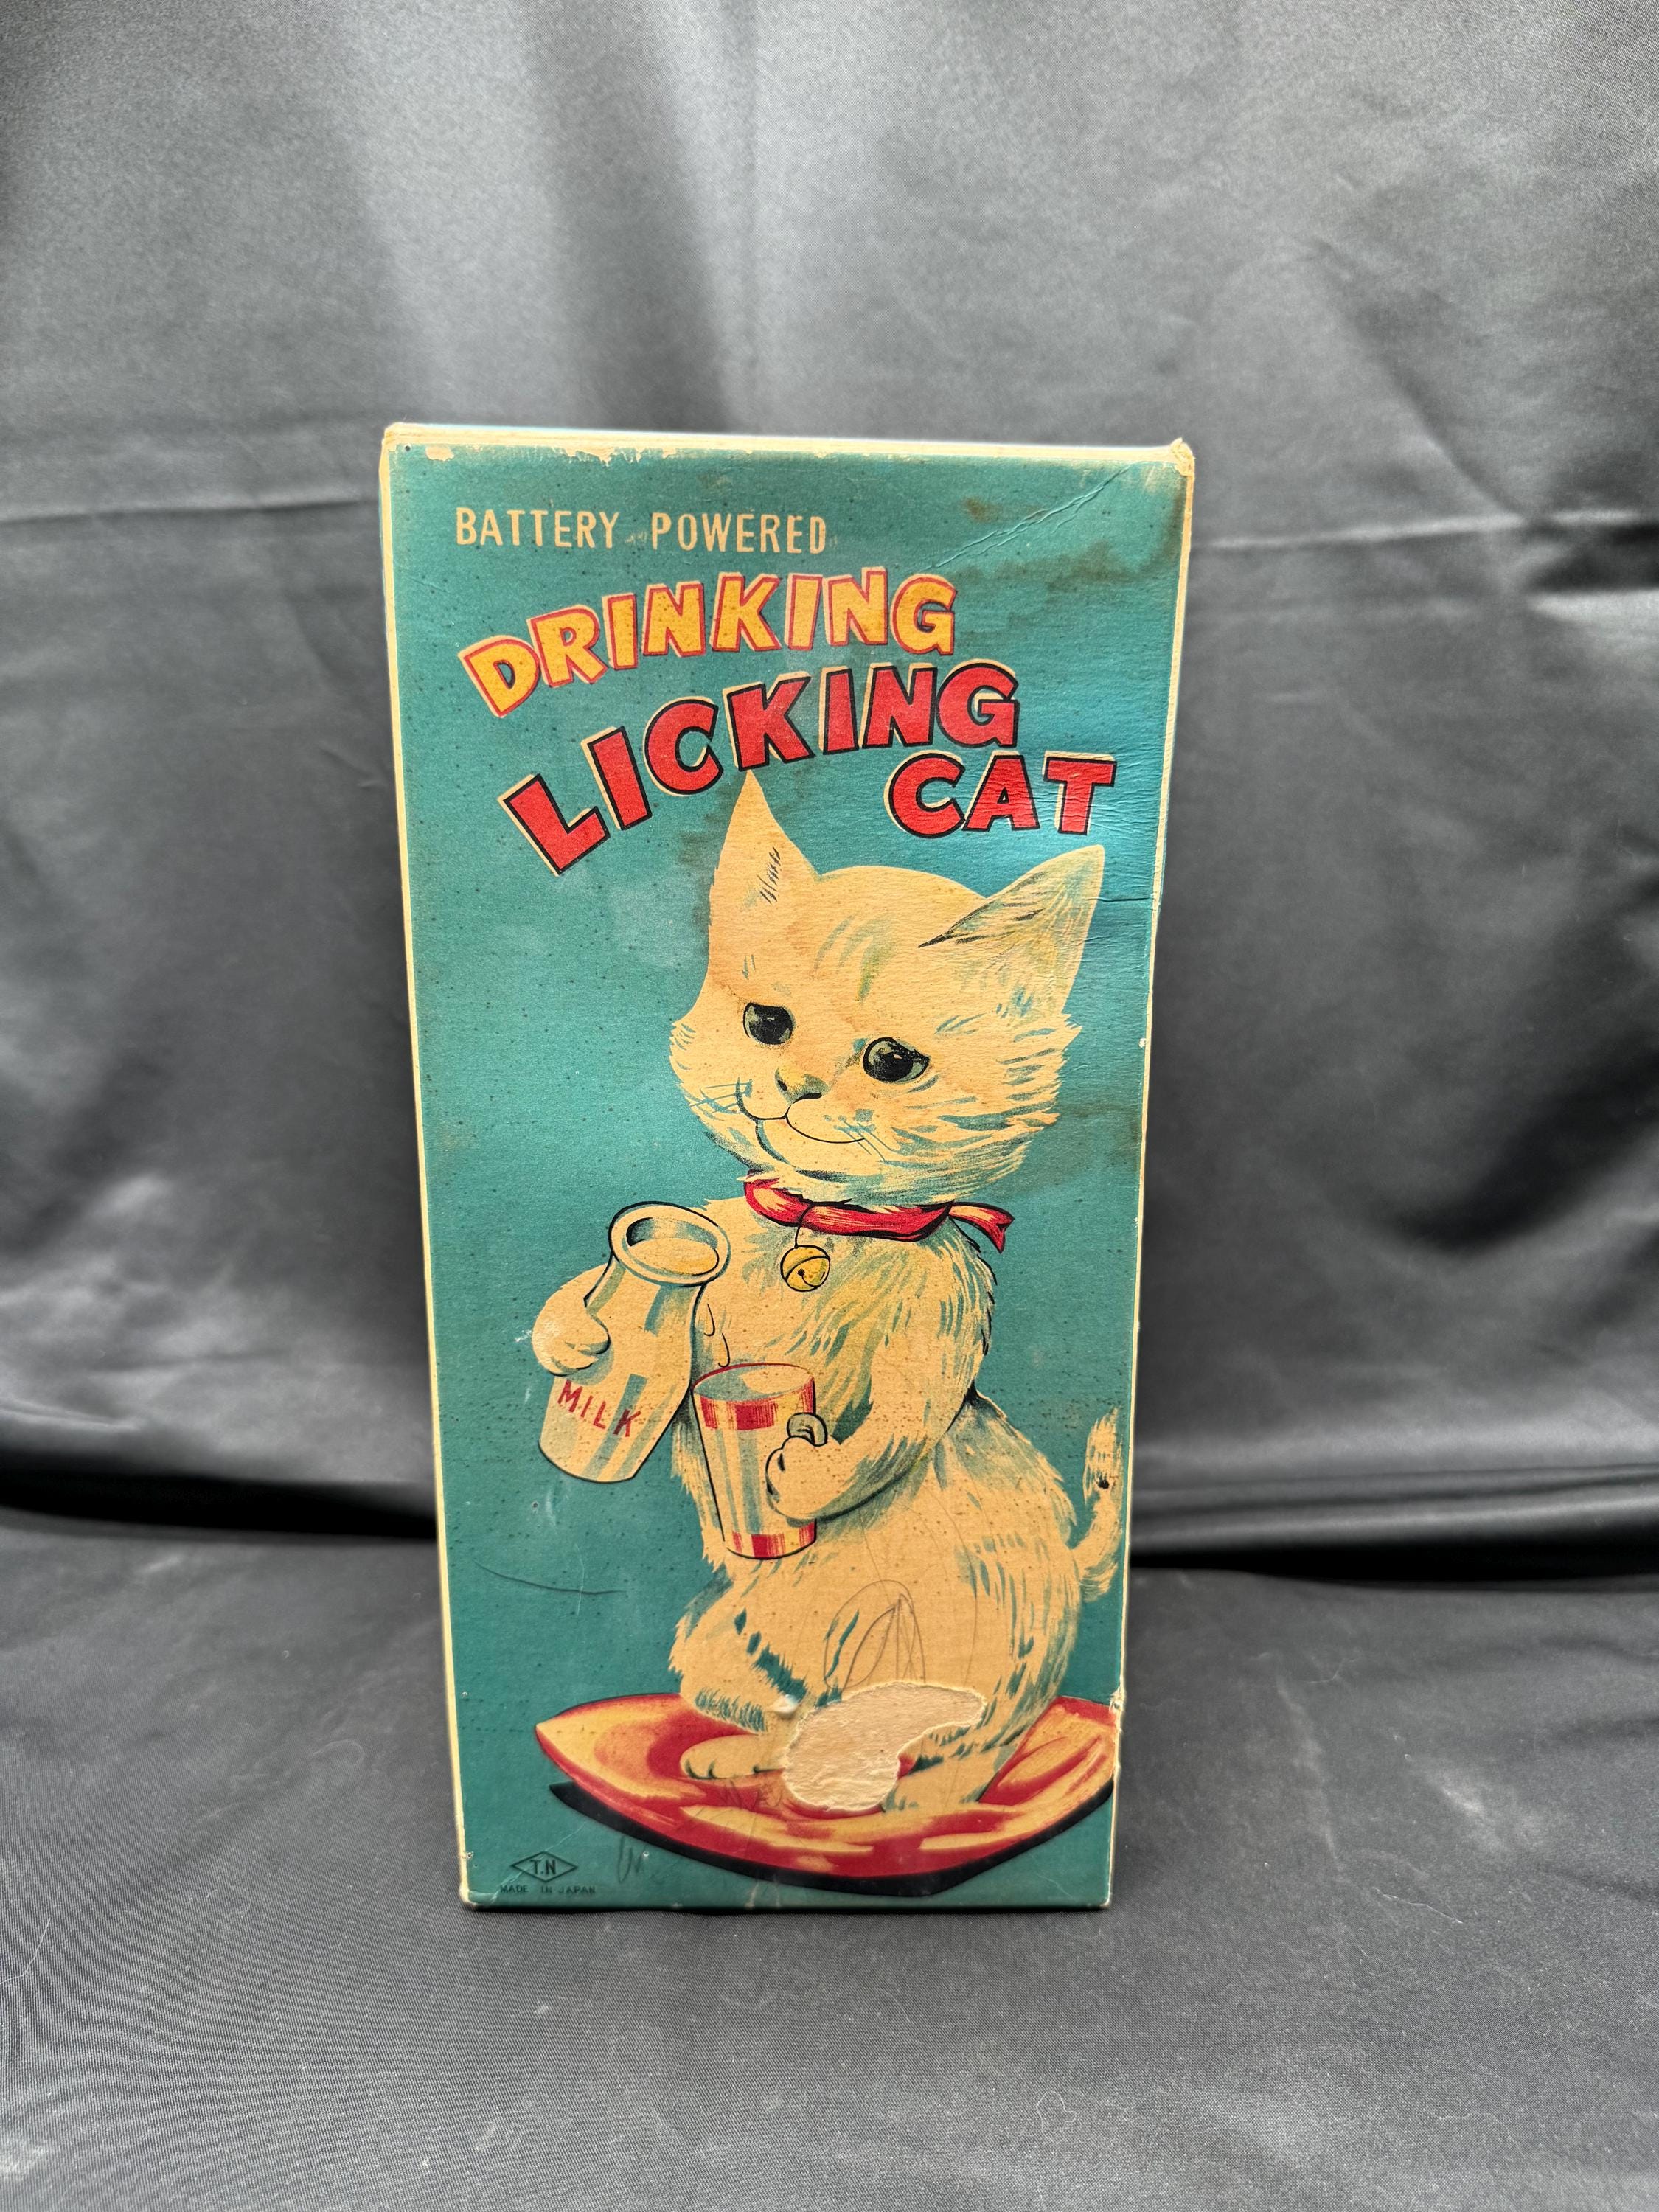 BATTERY POWERED
DRINKING
LICKING
CAT
MILK
T.N
MADE IN JAPAN